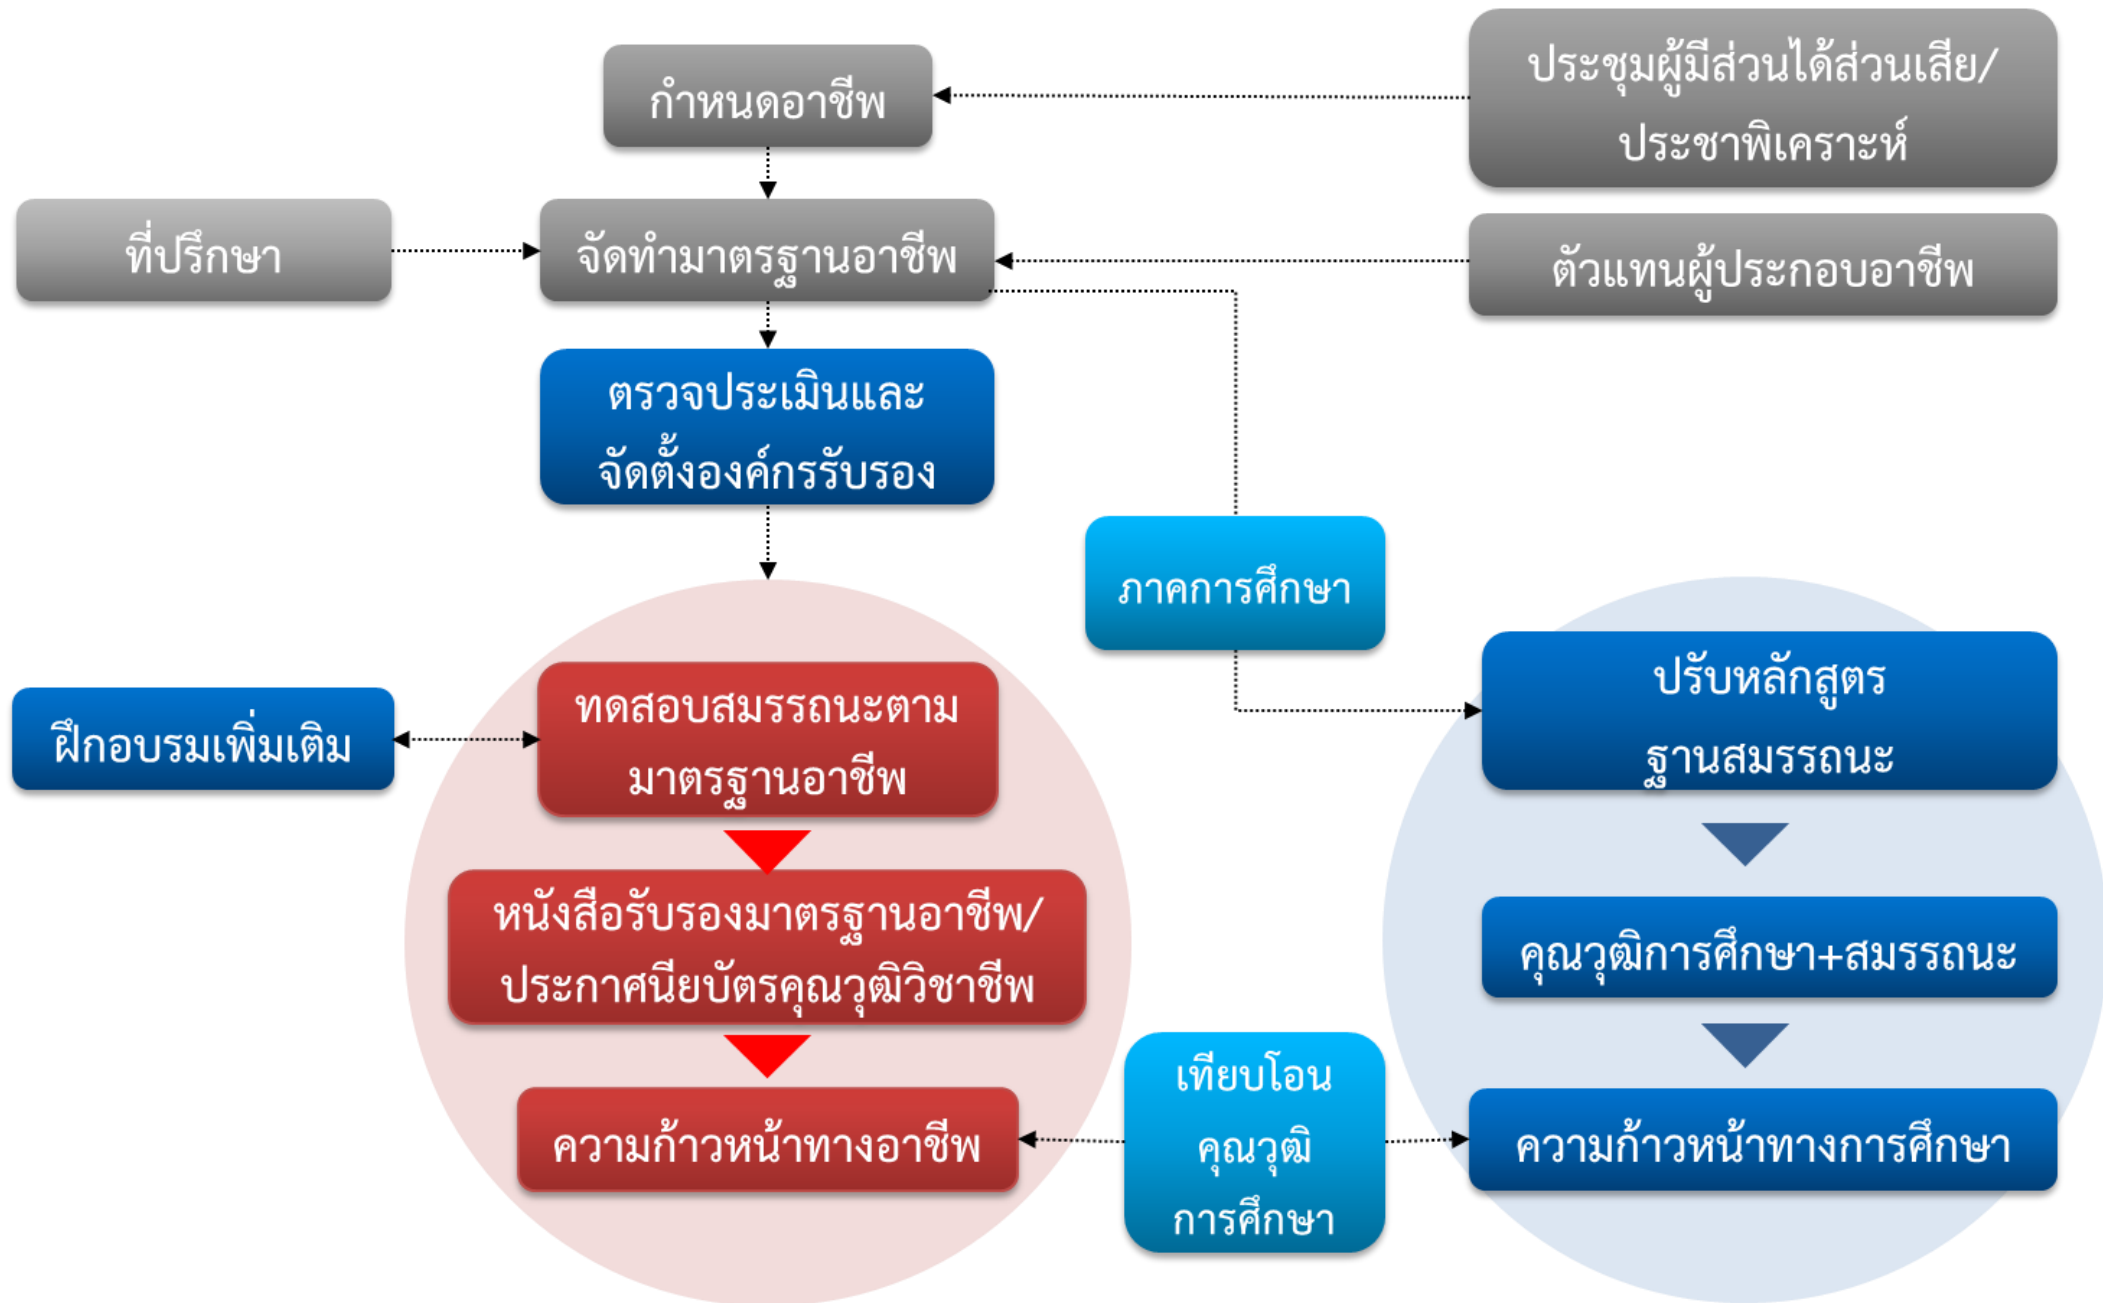 กำหนดอาชีพ
ประชุมผู้มีส่วนได้ส่วนเสีย/
ประชาพิเคราะห์
ที่ปรึกษา
จัดทำมาตรฐานอาชีพ
ตัวแทนผู้ประกอบอาชีพ
ตรวจประเมินและ
จัดตั้งองค์กรรับรอง
ภาคการศึกษา
ฝึกอบรมเพิ่มเติม
ทดสอบสมรรถนะตาม
มาตรฐานอาชีพ
ปรับหลักสูตร
ฐานสมรรถนะ
หนังสือรับรองมาตรฐานอาชีพ/
ประกาศนียบัตรคุณวุฒิวิชาชีพ
คุณวุฒิการศึกษา+สมรรถนะ
ความก้าวหน้าทางอาชีพ
เทียบโอน
คุณวุฒิ
การศึกษา
ความก้าวหน้าทางการศึกษา